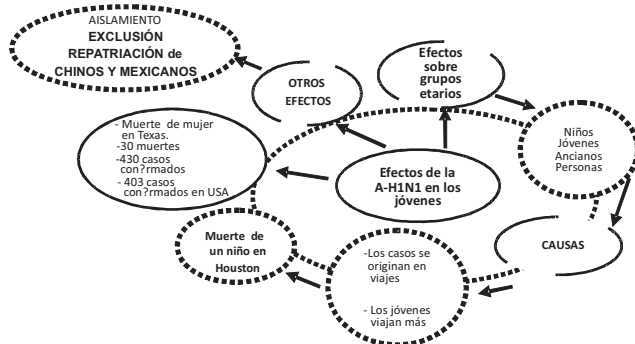 AISLAMIENTO
EXCLUSIÓN
REPATRIACIÓN de
CHINOS Y MEXICANOS
OTROS
EFECTOS
Efectos
sobre
grupos
etarios
- Muerte de mujer
en Texas.
-30 muertes
-430 casos
con?rmados
- 403 casos
con?rmados en USA
Efectos de la
A-H1N1 en los
jóvenes
Niños
Jóvenes
Ancianos
Personas
Muerte de
un niño en
Houston
-Los casos se
originan en
viajes
- Los jóvenes
viajan más
CAUSAS